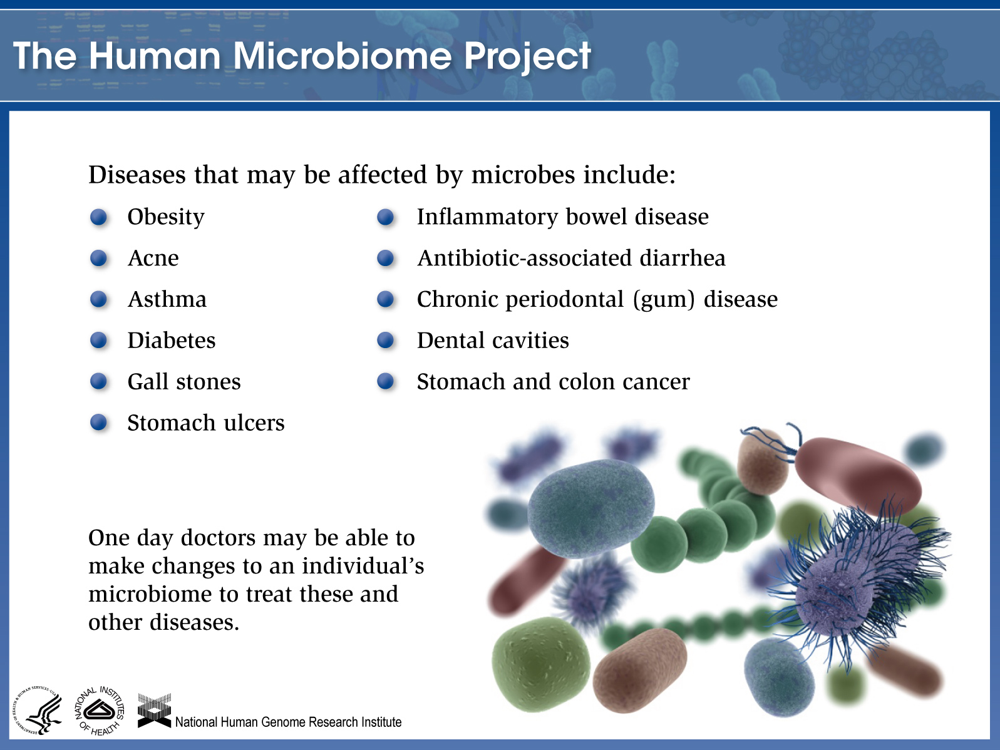 The Human Microbiome Project
Diseases that may be affected by microbes include:
Obesity
Acne
Asthma
Diabetes
Gall stones
Stomach ulcers
Inflammatory bowel disease
Antibiotic-associated diarrhea
Chronic periodontal (gum) disease
Dental cavities
Stomach and colon cancer
One day doctors may be able to
make changes to an individual’s
microbiome to treat these and
other diseases.
DEPARTMENT OF HEALTH & HUMAN SERVICES·USA
NATIONAL INSTITUTES
OF HEALTH
National Human Genome Research Institute